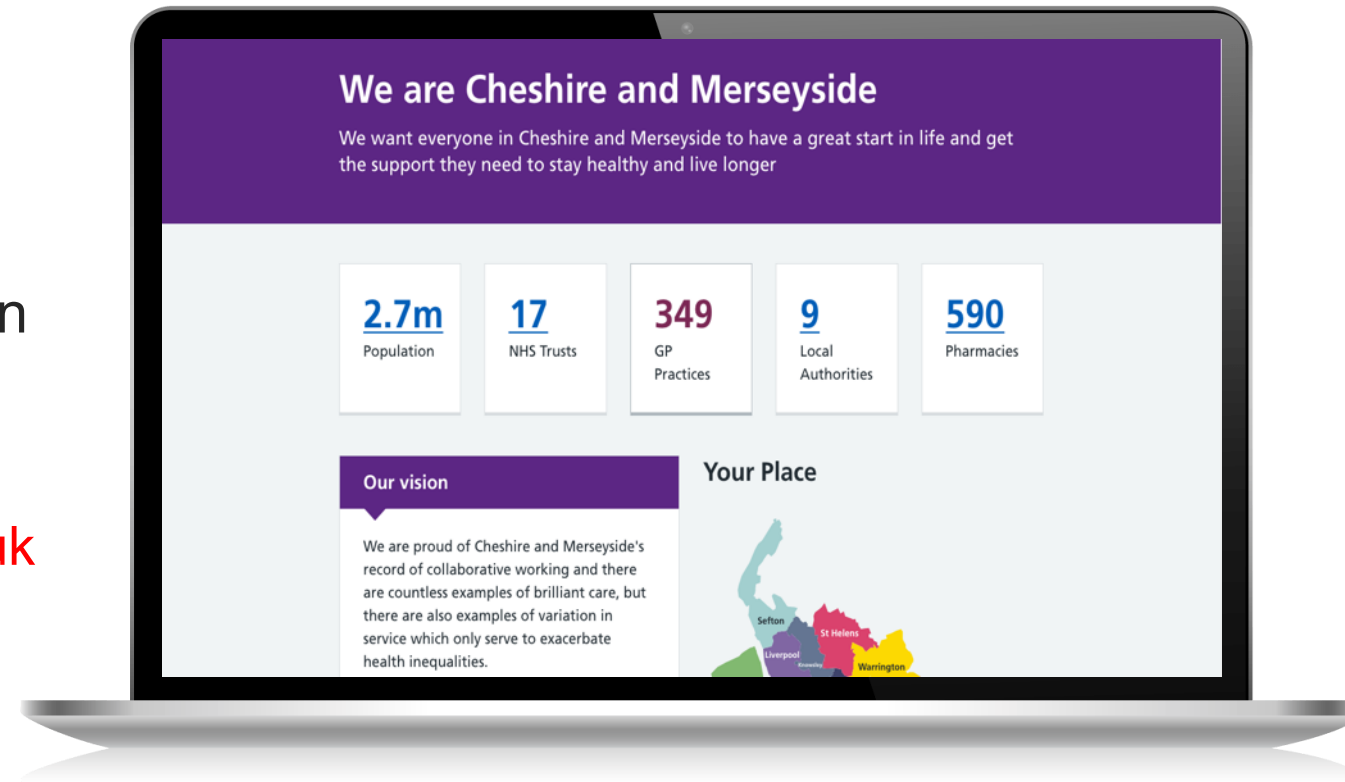 n
uk
We are Cheshire and Merseyside
We want everyone in Cheshire and Merseyside to have a great start in life and get
the support they need to stay healthy and live longer
2.7m
Population
17
NHS Trusts
349
GP
Practices
9
Local
Authorities
590
Pharmacies
Our vision
We are proud of Cheshire and Merseyside's
record of collaborative working and there
are countless examples of brilliant care, but
there are also examples of variation in
service which only serve to exacerbate
health inequalities.
Your Place
Sefton
St Helens
Liverpool
Knowsley
Warrington